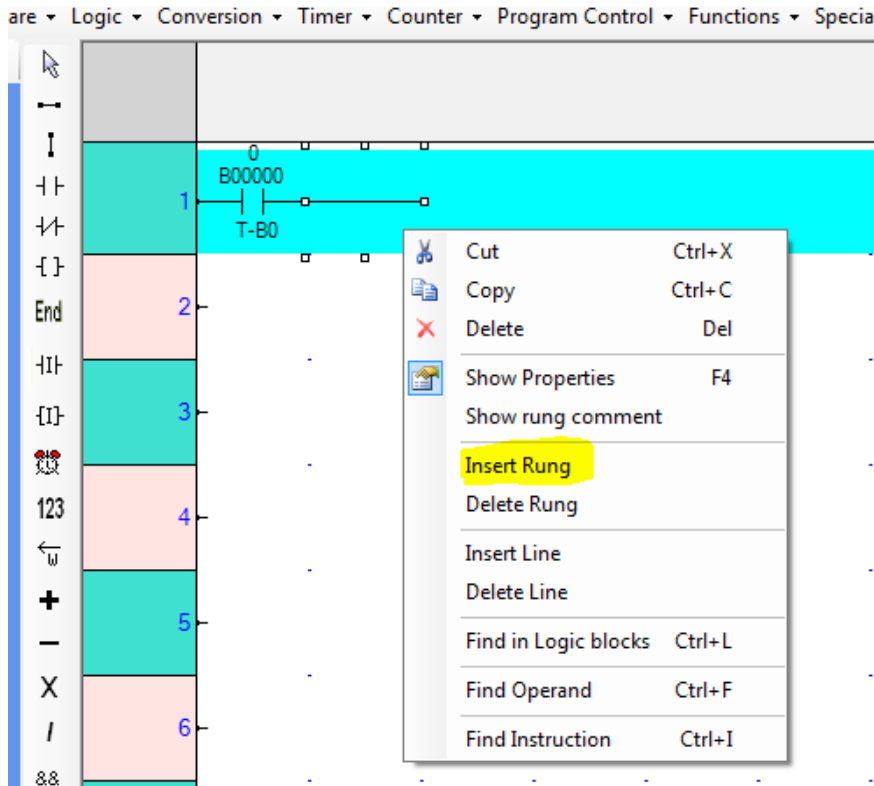 are Logic Conversion Timer Counter Program Control Functions Specia
0
B00000
1
T-B0
2
3
4
5
6
End
123
W
+
−
X
/
&&
Cut Ctrl+X
Copy Ctrl+C
Delete Del
Show Properties F4
Show rung comment
Insert Rung
Delete Rung
Insert Line
Delete Line
Find in Logic blocks Ctrl+L
Find Operand Ctrl+F
Find Instruction Ctrl+I